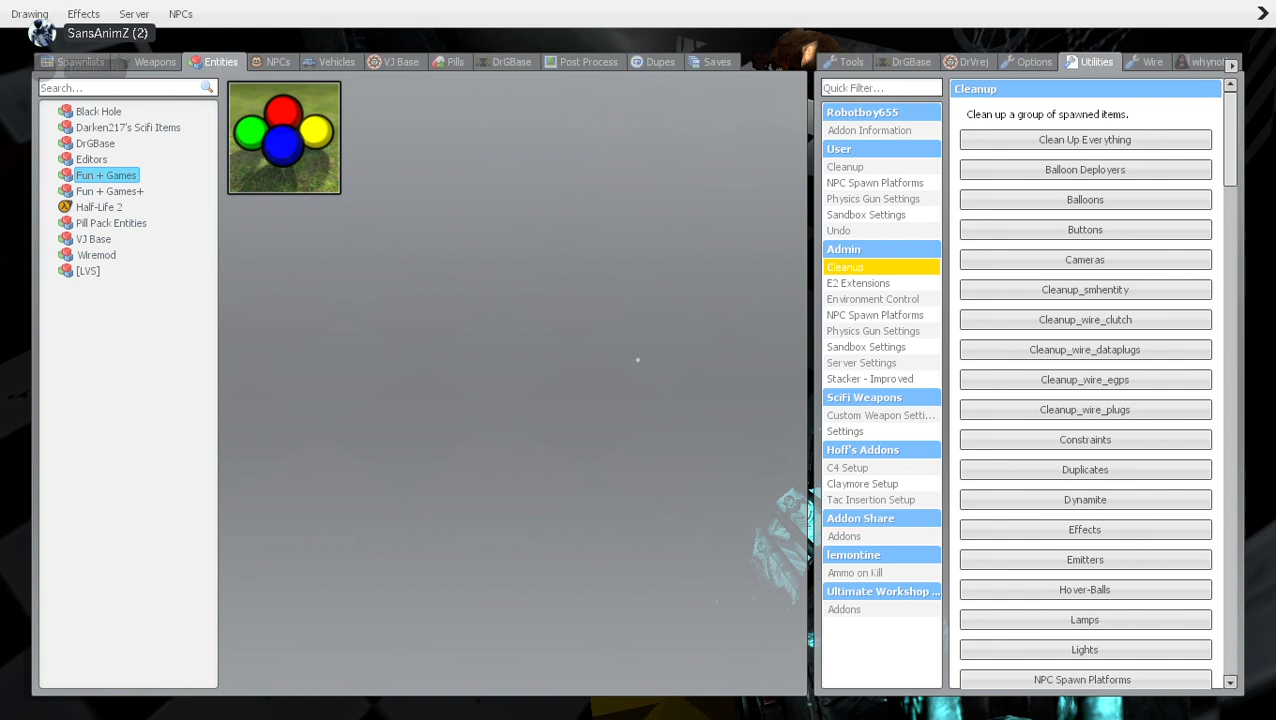 Drawing Effects Server NPCs
SansAnimZ (2)
Spawnlists Weapons Entities NPCs Vehicles VJ Base Pills DrGBase Post Process Dupes Saves
Search...
Black Hole
Darken217's Scifi Items
DrGBase
Editors
Fun + Games
Fun + Games+
Half-Life 2
Pill Pack Entities
VJ Base
Wiremod
[LVS]
Tools DrGBase DrVrej Options Utilities Wire whynot
Quick Filter...
Robotboy655
Addon Information
User
Cleanup
NPC Spawn Platforms
Physics Gun Settings
Sandbox Settings
Undo
Admin
Cleanup
E2 Extensions
Environment Control
NPC Spawn Platforms
Physics Gun Settings
Sandbox Settings
Server Settings
Stacker - Improved
SciFi Weapons
Custom Weapon Setti...
Settings
Hoff's Addons
C4 Setup
Claymore Setup
Tac Insertion Setup
Addon Share
Addons
lemontine
Ammo on Kill
Ultimate Workshop ...
Addons
Cleanup
Clean up a group of spawned items.
Clean Up Everything
Balloon Deployers
Balloons
Buttons
Cameras
Cleanup_smhentity
Cleanup_wire_clutch
Cleanup_wire_dataplugs
Cleanup_wire_egps
Cleanup_wire_plugs
Constraints
Duplicates
Dynamite
Effects
Emitters
Hover-Balls
Lamps
Lights
NPC Spawn Platforms